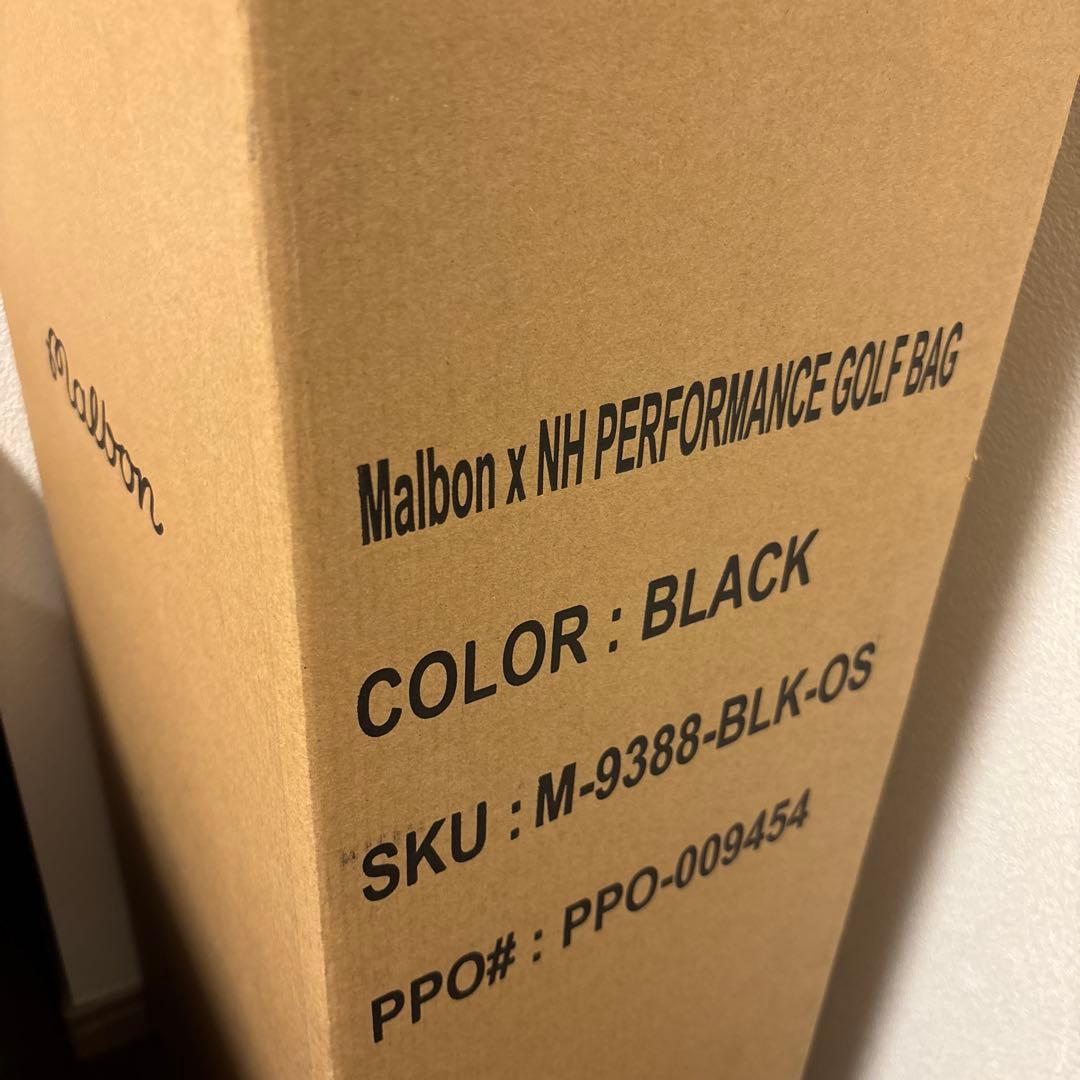 Malbon
Malbon x NH PERFORMANCE GOLF BAG
COLOR : BLACK
SKU : M-9388-BLK-OS
PPO# : PPO-009454